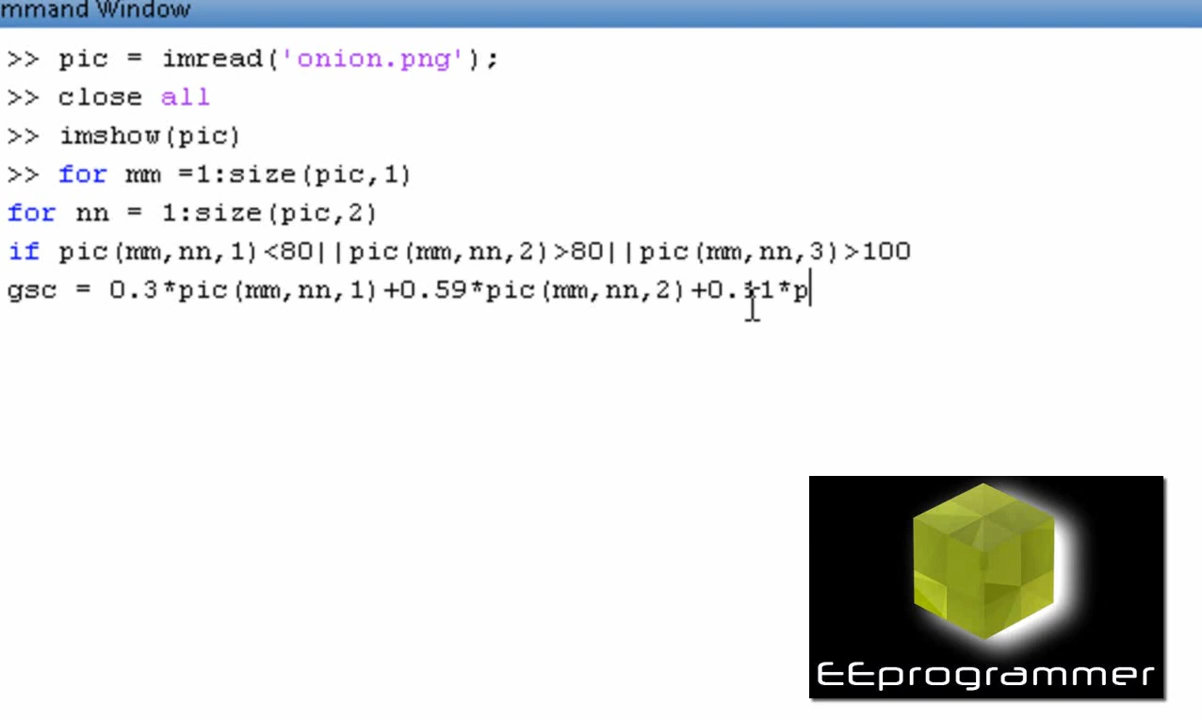 mmand Window
>> pic = imread('onion.png');
>> close all
>> imshow(pic)
>> for mm =1:size(pic,1)
for nn = 1:size(pic,2)
if pic(mm,nn,1)<80||pic(mm,nn,2)>80||pic(mm,nn,3)>100
gsc = 0.3*pic(mm,nn,1)+0.59*pic(mm,nn,2)+0.11*p
EEprogrammer